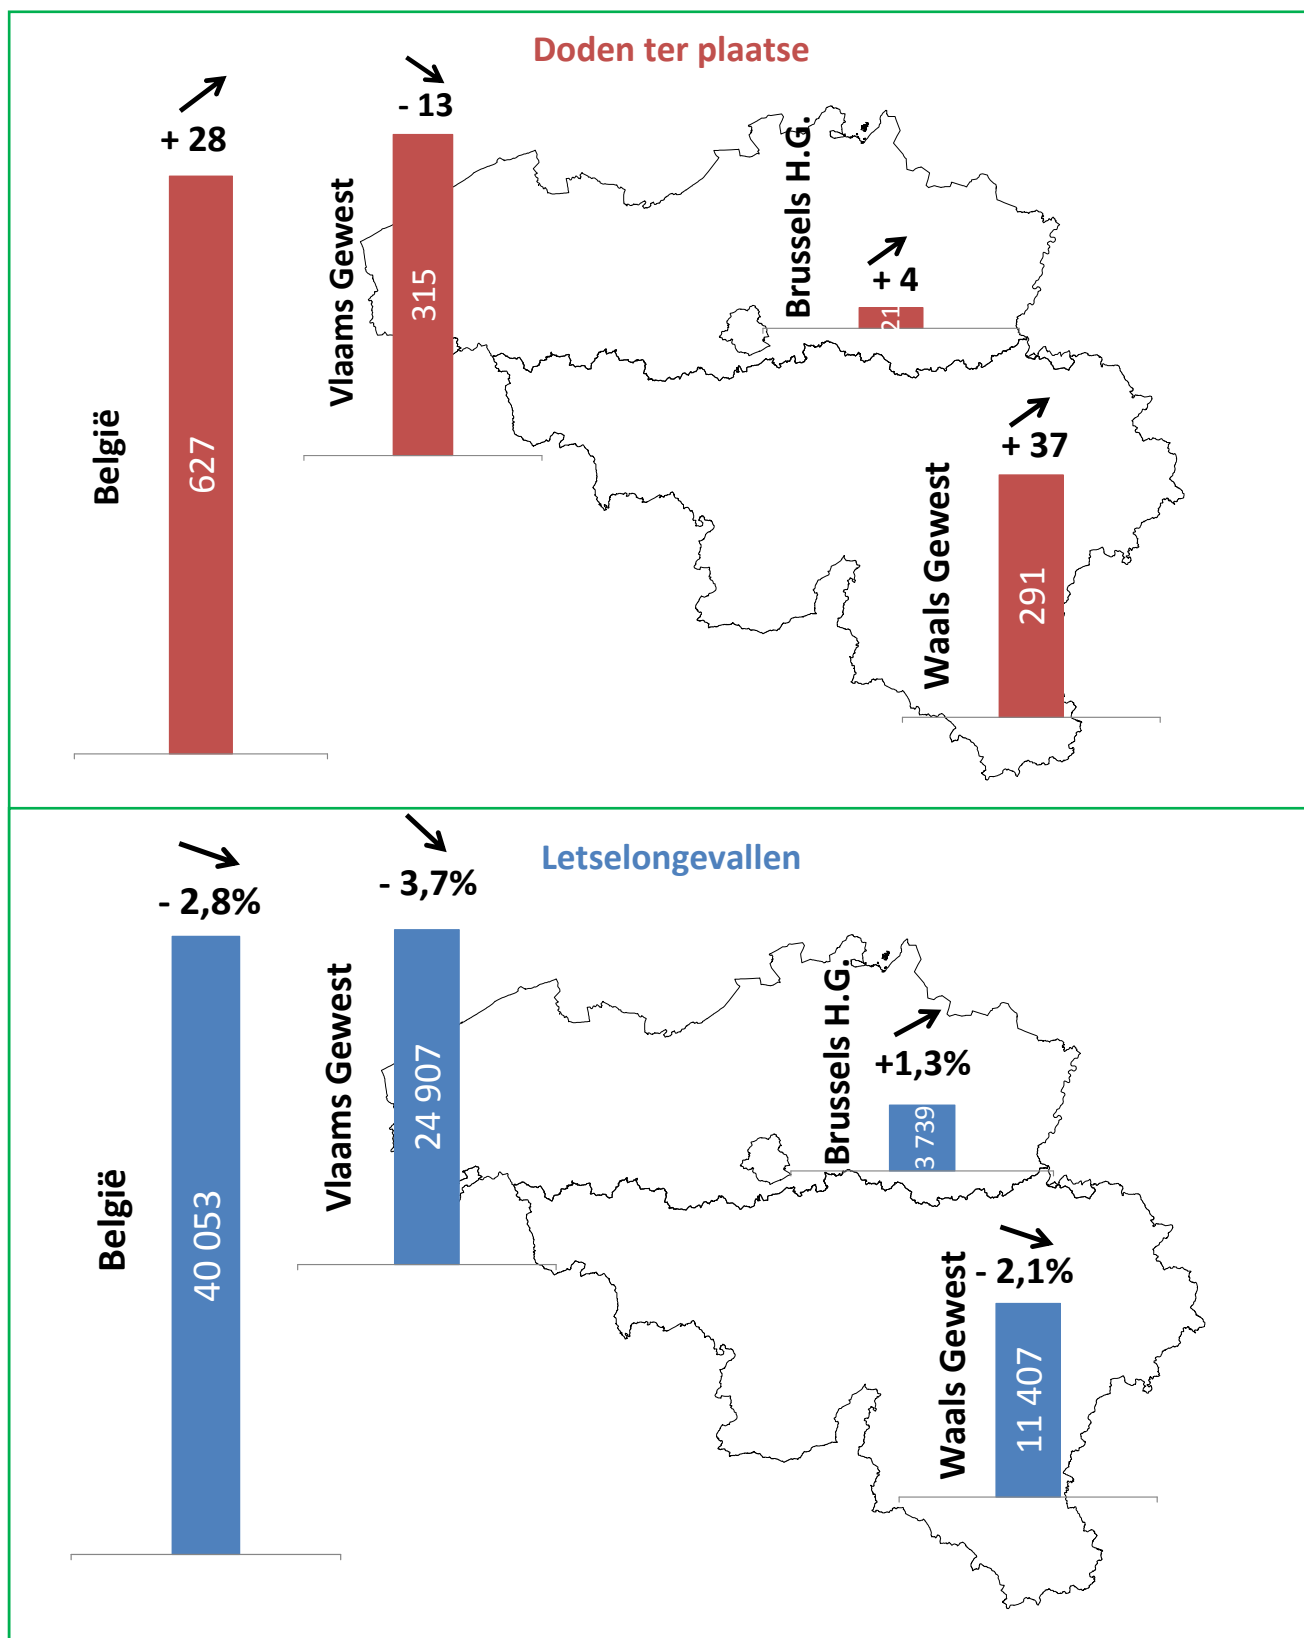 Doden ter plaatse
+ 28
België
627
- 13
Vlaams Gewest
315
Brussels H.G.
+ 4
21
+ 37
Waals Gewest
291
Letselongevallen
- 2,8%
België
40 053
- 3,7%
Vlaams Gewest
24 907
Brussels H.G.
+1,3%
3 739
- 2,1%
Waals Gewest
11 407